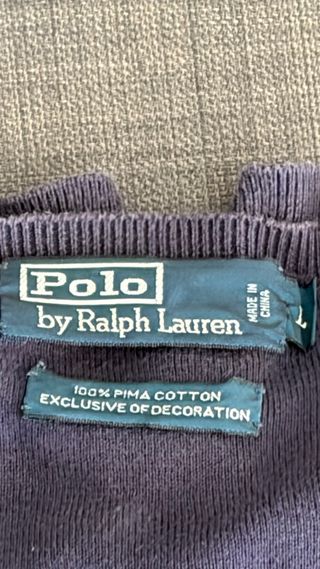 Polo
by Ralph Lauren
MADE IN
CHINA
L
100% PIMA COTTON
EXCLUSIVE OF DECORATION